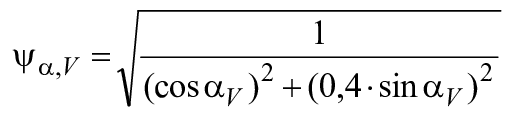 ψ_{α,V} = √(1 / ((cos α_V)² + (0,4 · sin α_V)²))